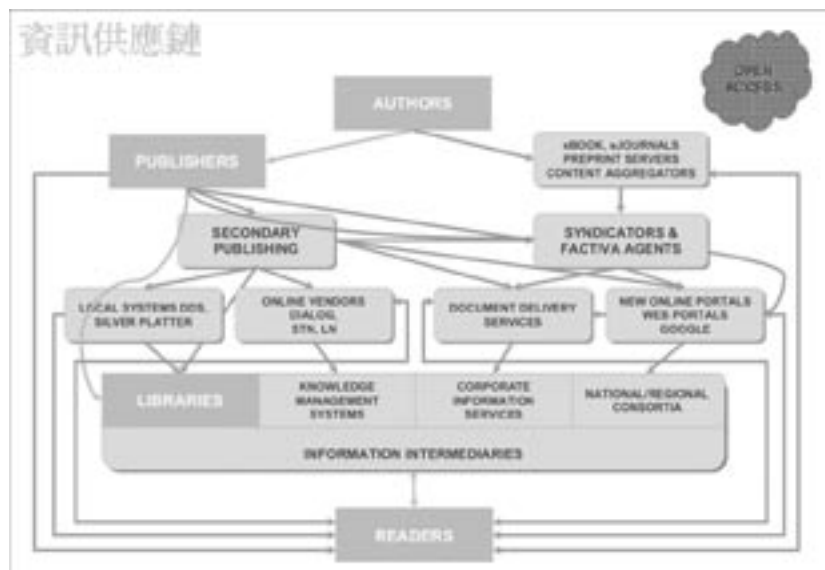 資訊供應鏈
OPEN
ACCESS
AUTHORS
PUBLISHERS
eBOOK, eJOURNALS
PREPRINT SERVERS
CONTENT AGGREGATORS
SECONDARY
PUBLISHING
SYNDICATORS &
FACTIVA AGENTS
LOCAL SYSTEMS DDS,
SILVER PLATTER
ONLINE VENDORS
DIALOG,
STN, LN
DOCUMENT DELIVERY
SERVICES
NEW ONLINE PORTALS
WEB PORTALS
GOOGLE
LIBRARIES
KNOWLEDGE
MANAGEMENT
SYSTEMS
CORPORATE
INFORMATION
SERVICES
NATIONAL/REGIONAL
CONSORTIA
INFORMATION INTERMEDIARIES
READERS